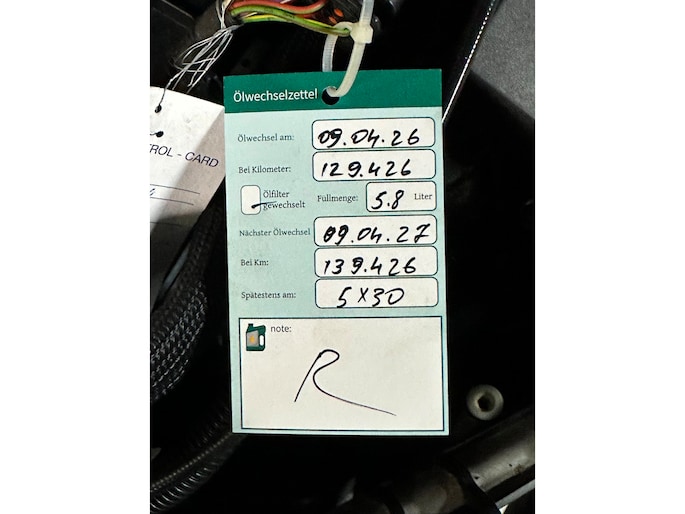 Ölwechselzettel
Ölwechsel am: 09.04.26
Bei Kilometer: 129.426
Ölfilter gewechselt Füllmenge: 5.8 Liter
Nächster Ölwechsel 09.04.27
Bei Km: 139.426
Spätestens am: 5X30
note:
R
TROL - CARD